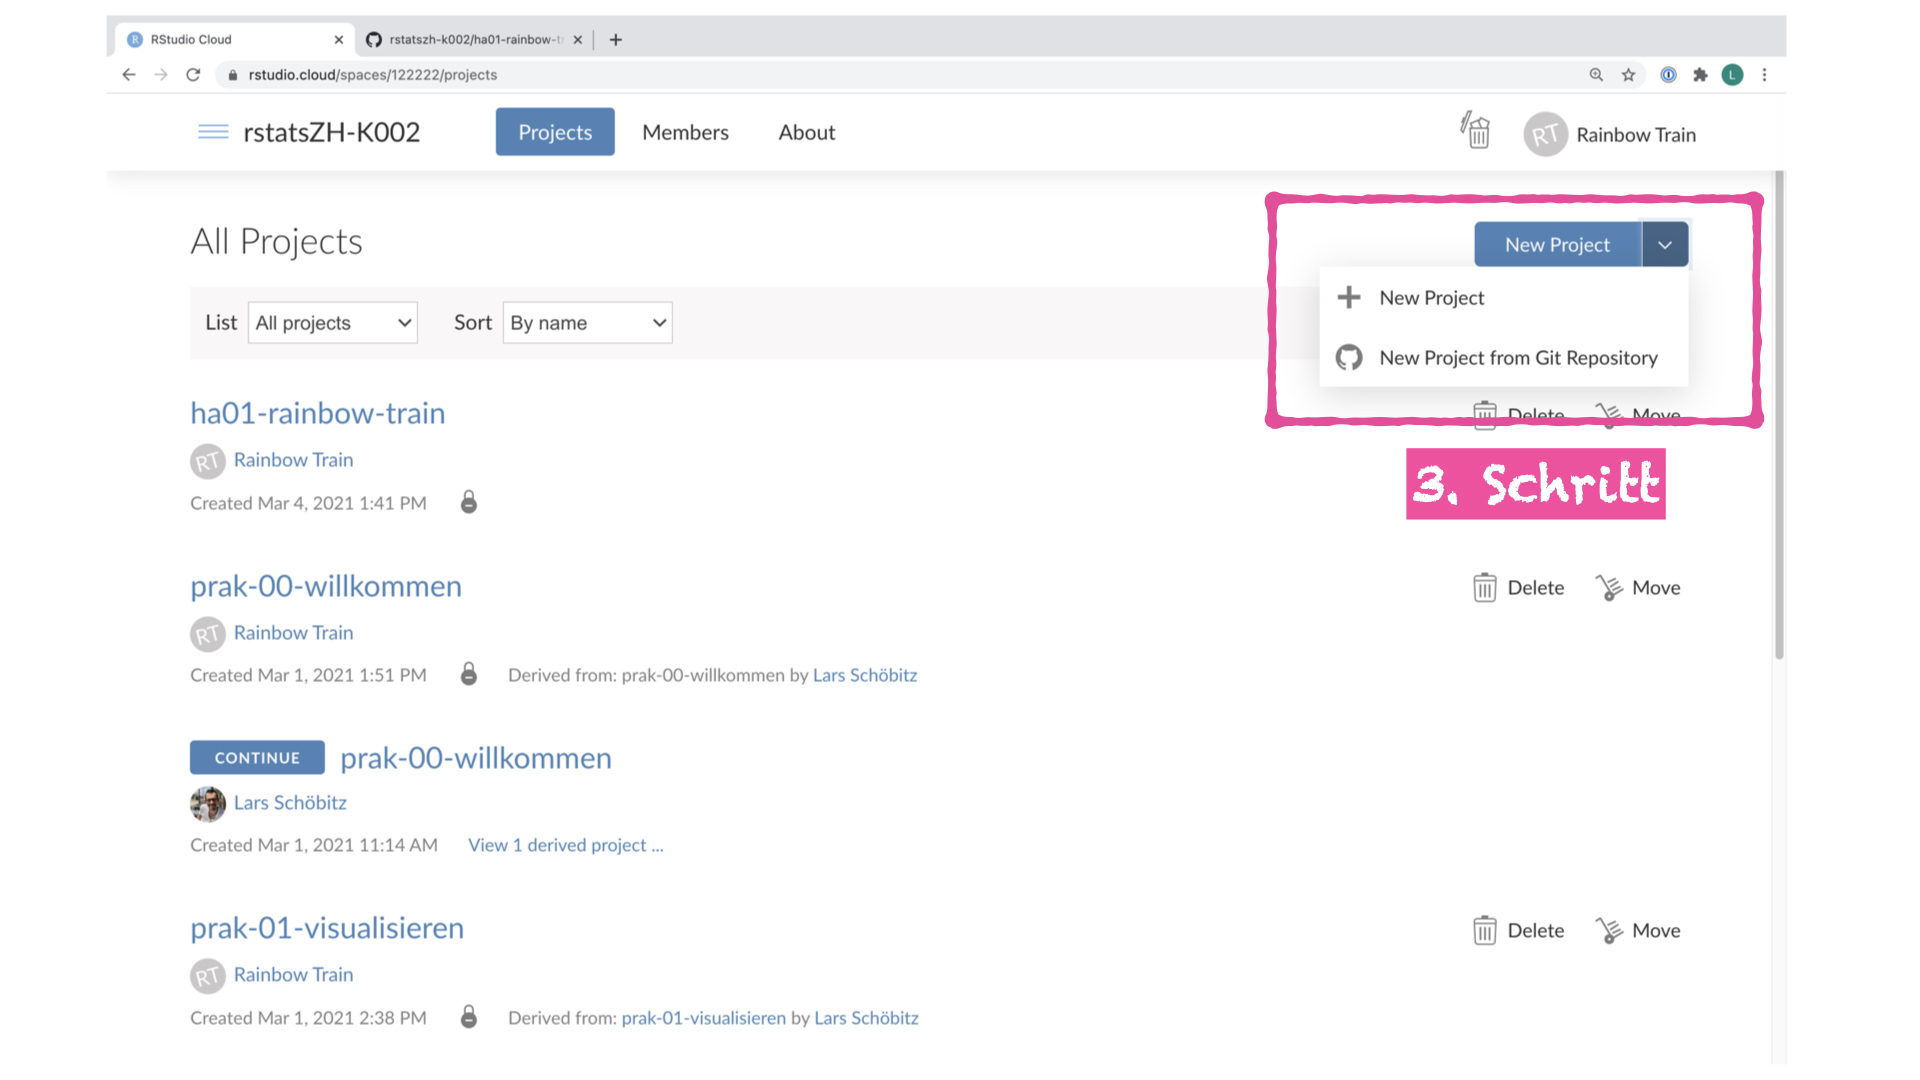 RStudio Cloud
rstatszh-k002/ha01-rainbow-tr
rstudio.cloud/spaces/122222/projects
L
rstatsZH-K002
Projects
Members
About
RT
Rainbow Train
All Projects
New Project
List
All projects
Sort
By name
New Project
New Project from Git Repository
ha01-rainbow-train
Delete
Move
RT
Rainbow Train
Created Mar 4, 2021 1:41 PM
3. Schritt
prak-00-willkommen
Delete
Move
RT
Rainbow Train
Created Mar 1, 2021 1:51 PM
Derived from: prak-00-willkommen by Lars Schöbitz
CONTINUE
prak-00-willkommen
Lars Schöbitz
Created Mar 1, 2021 11:14 AM
View 1 derived project ...
prak-01-visualisieren
Delete
Move
RT
Rainbow Train
Created Mar 1, 2021 2:38 PM
Derived from: prak-01-visualisieren by Lars Schöbitz